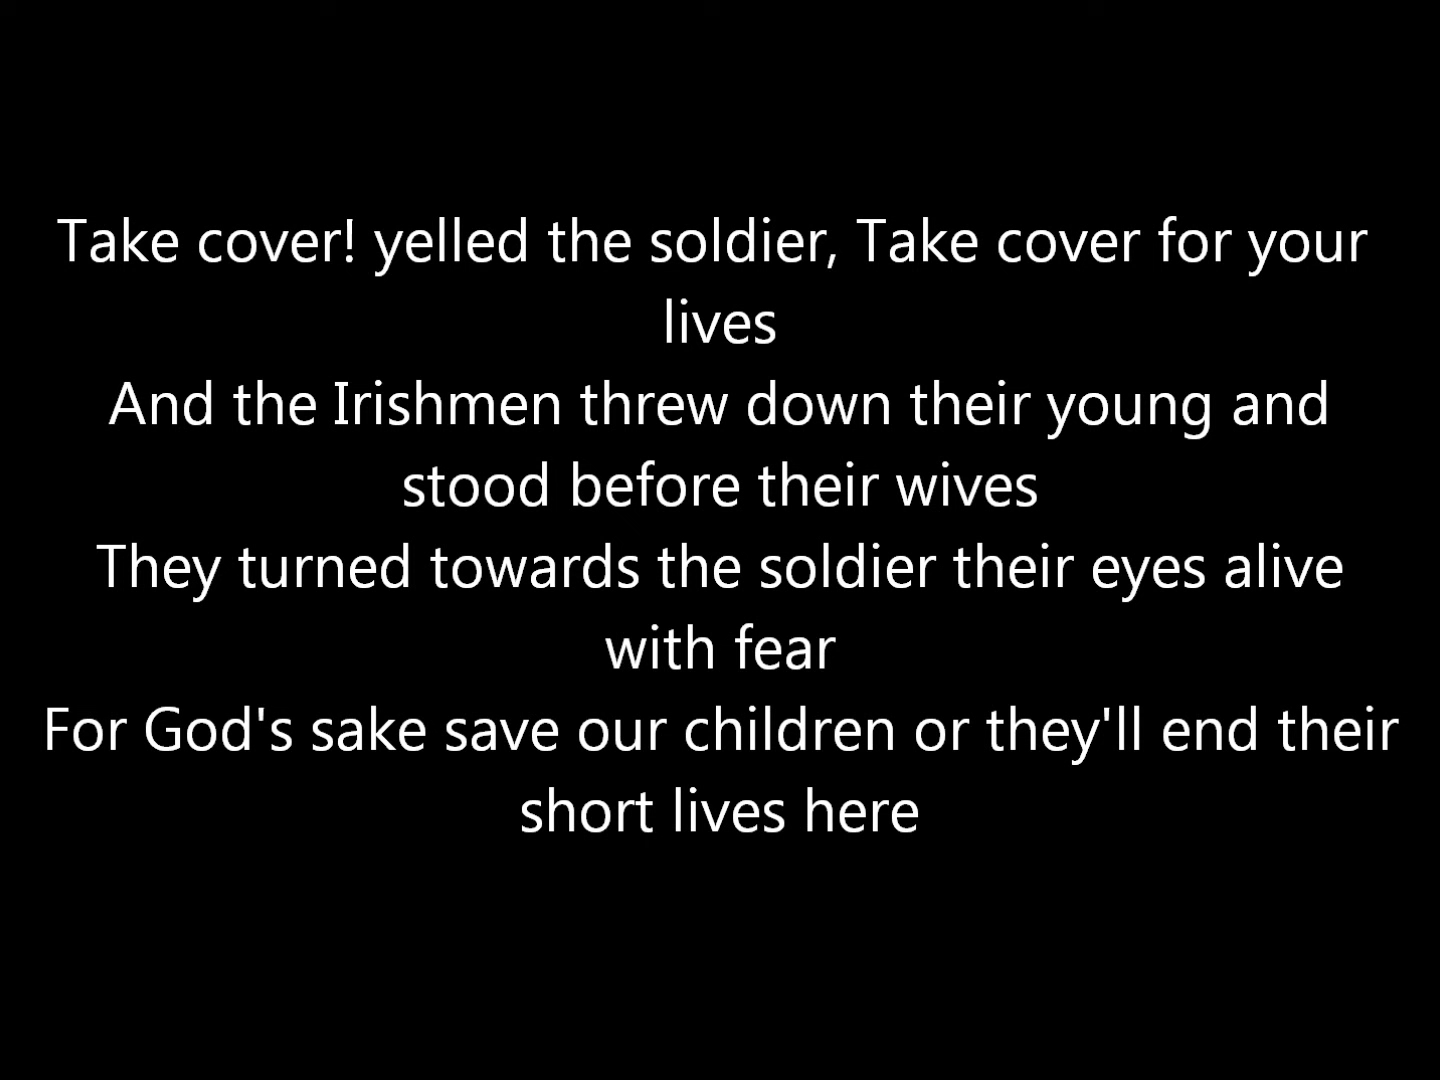 Take cover! yelled the soldier, Take cover for your
lives
And the Irishmen threw down their young and
stood before their wives
They turned towards the soldier their eyes alive
with fear
For God's sake save our children or they'll end their
short lives here